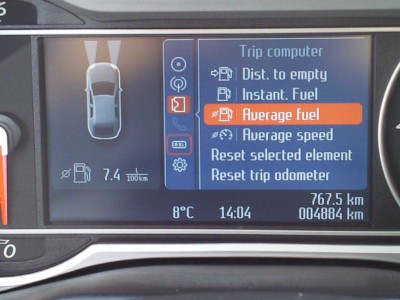 Trip computer
Dist. to empty
Instant. Fuel
Average fuel
Average speed
Reset selected element
Reset trip odometer
7.4 l/100km
767.5 km
8°C 14:04 004884 km